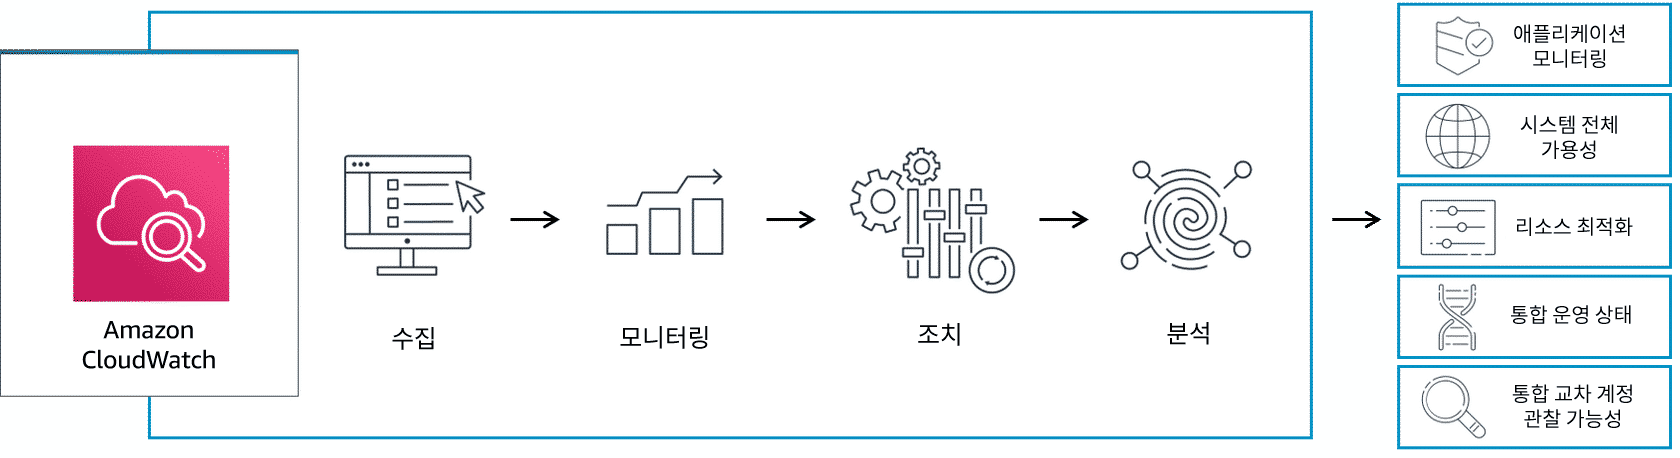 Amazon
CloudWatch
수집
모니터링
조치
분석
애플리케이션
모니터링
시스템 전체
가용성
리소스 최적화
통합 운영 상태
통합 교차 계정
관찰 가능성